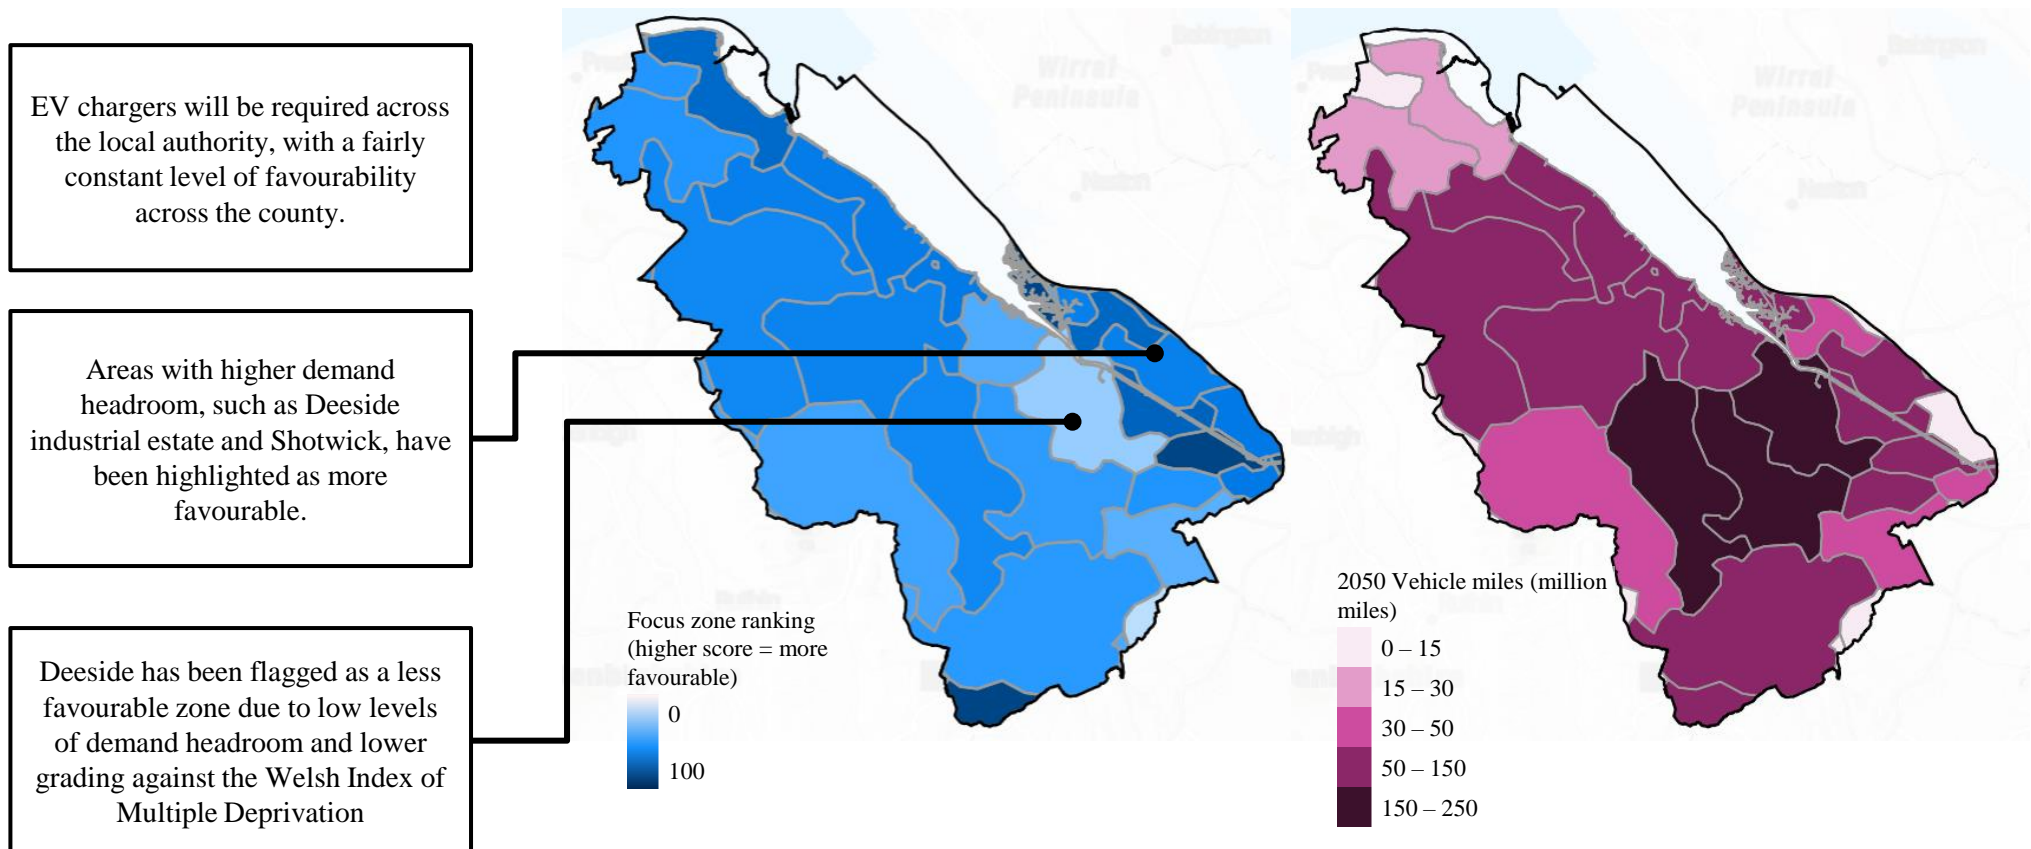 EV chargers will be required across
the local authority, with a fairly
constant level of favourability
across the county.
Areas with higher demand
headroom, such as Deeside
industrial estate and Shotwick, have
been highlighted as more
favourable.
Deeside has been flagged as a less
favourable zone due to low levels
of demand headroom and lower
grading against the Welsh Index of
Multiple Deprivation
Wirral
Peninsula
Neston
Focus zone ranking
(higher score = more
favourable)
0
100
Wirral
Peninsula
Neston
2050 Vehicle miles (million
miles)
0 – 15
15 – 30
30 – 50
50 – 150
150 – 250